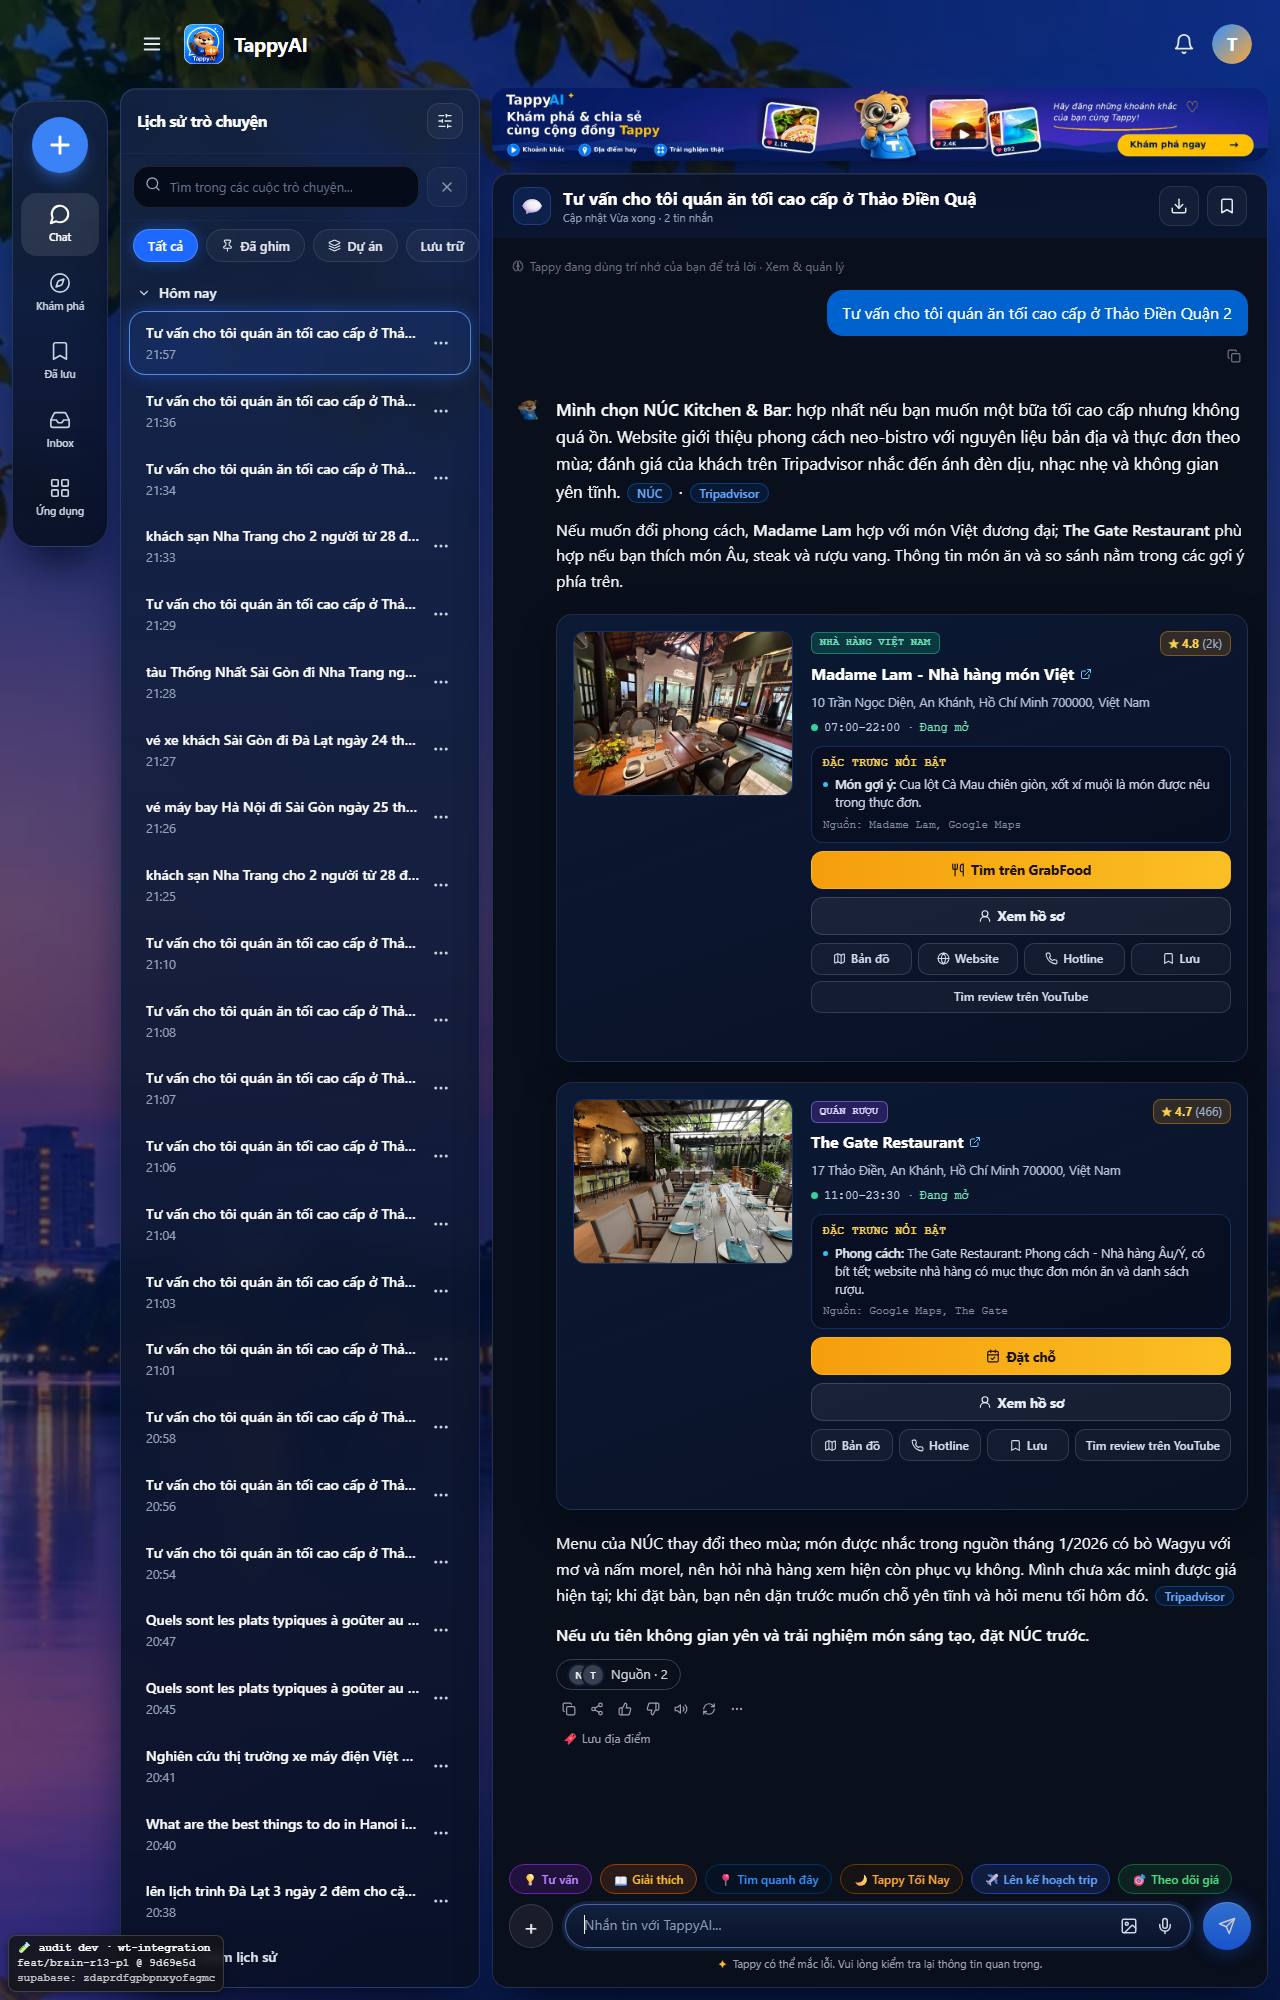 TappyAI
T
Chat
Khám phá
Đã lưu
Inbox
Ứng dụng
Lịch sử trò chuyện
Tìm trong các cuộc trò chuyện...
Tất cả
Đã ghim
Dự án
Lưu trữ
Hôm nay
Tư vấn cho tôi quán ăn tối cao cấp ở Thả...
21:57
Tư vấn cho tôi quán ăn tối cao cấp ở Thả...
21:36
Tư vấn cho tôi quán ăn tối cao cấp ở Thả...
21:34
khách sạn Nha Trang cho 2 người từ 28 đ...
21:33
Tư vấn cho tôi quán ăn tối cao cấp ở Thả...
21:29
tàu Thống Nhất Sài Gòn đi Nha Trang ng...
21:28
vé xe khách Sài Gòn đi Đà Lạt ngày 24 th...
21:27
vé máy bay Hà Nội đi Sài Gòn ngày 25 th...
21:26
khách sạn Nha Trang cho 2 người từ 28 đ...
21:25
Tư vấn cho tôi quán ăn tối cao cấp ở Thả...
21:10
Tư vấn cho tôi quán ăn tối cao cấp ở Thả...
21:08
Tư vấn cho tôi quán ăn tối cao cấp ở Thả...
21:07
Tư vấn cho tôi quán ăn tối cao cấp ở Thả...
21:06
Tư vấn cho tôi quán ăn tối cao cấp ở Thả...
21:04
Tư vấn cho tôi quán ăn tối cao cấp ở Thả...
21:03
Tư vấn cho tôi quán ăn tối cao cấp ở Thả...
21:01
Tư vấn cho tôi quán ăn tối cao cấp ở Thả...
20:58
Tư vấn cho tôi quán ăn tối cao cấp ở Thả...
20:56
Tư vấn cho tôi quán ăn tối cao cấp ở Thả...
20:54
Quels sont les plats typiques à goûter au ...
20:47
Quels sont les plats typiques à goûter au ...
20:45
Nghiên cứu thị trường xe máy điện Việt ...
20:41
What are the best things to do in Hanoi i...
20:40
lên lịch trình Đà Lạt 3 ngày 2 đêm cho cặ...
20:38
m lịch sử
audit dev · wt-integration
feat/brain-r13-p1 @ 9d69e5d
supabase: zdaprdfgpbpnxyofagmc
TappyAI
Khám phá & chia sẻ
cùng cộng đồng Tappy
Khoảnh khắc
Địa điểm hay
Trải nghiệm thật
1.1K
2.4K
892
Hãy đăng những khoảnh khắc
của bạn cùng Tappy!
Khám phá ngay →
Tư vấn cho tôi quán ăn tối cao cấp ở Thảo Điền Quậ
Cập nhật Vừa xong · 2 tin nhắn
Tappy đang dùng trí nhớ của bạn để trả lời · Xem & quản lý
Tư vấn cho tôi quán ăn tối cao cấp ở Thảo Điền Quận 2
Mình chọn NÚC Kitchen & Bar: hợp nhất nếu bạn muốn một bữa tối cao cấp nhưng không
quá ồn. Website giới thiệu phong cách neo-bistro với nguyên liệu bản địa và thực đơn theo
mùa; đánh giá của khách trên Tripadvisor nhắc đến ánh đèn dịu, nhạc nhẹ và không gian
yên tĩnh. NÚC · Tripadvisor
Nếu muốn đổi phong cách, Madame Lam hợp với món Việt đương đại; The Gate Restaurant phù
hợp nếu bạn thích món Âu, steak và rượu vang. Thông tin món ăn và so sánh nằm trong các gợi ý
phía trên.
NHÀ HÀNG VIỆT NAM
★ 4.8 (2k)
Madame Lam - Nhà hàng món Việt
10 Trần Ngọc Diện, An Khánh, Hồ Chí Minh 700000, Việt Nam
07:00–22:00 · Đang mở
ĐẶC TRƯNG NỔI BẬT
Món gợi ý: Cua lột Cà Mau chiên giòn, xốt xí muội là món được nêu
trong thực đơn.
Nguồn: Madame Lam, Google Maps
Tìm trên GrabFood
Xem hồ sơ
Bản đồ
Website
Hotline
Lưu
Tìm review trên YouTube
QUÁN RƯỢU
★ 4.7 (466)
The Gate Restaurant
17 Thảo Điền, An Khánh, Hồ Chí Minh 700000, Việt Nam
11:00–23:30 · Đang mở
ĐẶC TRƯNG NỔI BẬT
Phong cách: The Gate Restaurant: Phong cách - Nhà hàng Âu/Ý, có
bít tết; website nhà hàng có mục thực đơn món ăn và danh sách
rượu.
Nguồn: Google Maps, The Gate
Đặt chỗ
Xem hồ sơ
Bản đồ
Hotline
Lưu
Tìm review trên YouTube
Menu của NÚC thay đổi theo mùa; món được nhắc trong nguồn tháng 1/2026 có bò Wagyu với
mơ và nấm morel, nên hỏi nhà hàng xem hiện còn phục vụ không. Mình chưa xác minh được giá
hiện tại; khi đặt bàn, bạn nên dặn trước muốn chỗ yên tĩnh và hỏi menu tối hôm đó. Tripadvisor
Nếu ưu tiên không gian yên và trải nghiệm món sáng tạo, đặt NÚC trước.
N T Nguồn · 2
Lưu địa điểm
Tư vấn
Giải thích
Tìm quanh đây
Tappy Tối Nay
Lên kế hoạch trip
Theo dõi giá
Nhắn tin với TappyAI...
Tappy có thể mắc lỗi. Vui lòng kiểm tra lại thông tin quan trọng.